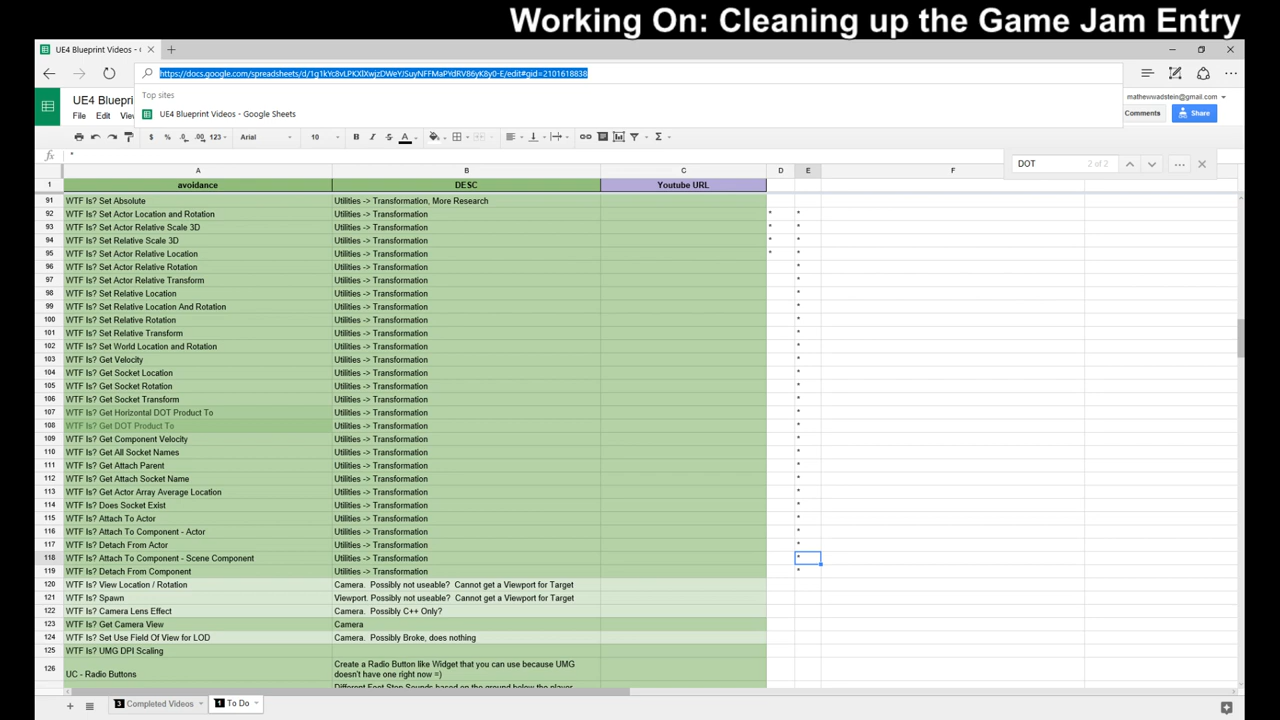 Working On: Cleaning up the Game Jam Entry
UE4 Blueprint Videos - (
https://docs.google.com/spreadsheets/d/1g1kYc8vLPKXlXwjzDWeYJSuyNFFMaPYdRV86yK8y0-E/edit#gid=2101618838
Top sites
UE4 Blueprint Videos - Google Sheets
UE4 Bluepri
mathewwadstein@gmail.com
File Edit Vie
Comments Share
$ % .0 .00 123 Arial 10 B I S A Σ
fx *
DOT 2 of 2
A B C D E F
1 avoidance DESC Youtube URL
91 WTF Is? Set Absolute Utilities -> Transformation, More Research
92 WTF Is? Set Actor Location and Rotation Utilities -> Transformation * *
93 WTF Is? Set Actor Relative Scale 3D Utilities -> Transformation * *
94 WTF Is? Set Relative Scale 3D Utilities -> Transformation * *
95 WTF Is? Set Actor Relative Location Utilities -> Transformation * *
96 WTF Is? Set Actor Relative Rotation Utilities -> Transformation *
97 WTF Is? Set Actor Relative Transform Utilities -> Transformation *
98 WTF Is? Set Relative Location Utilities -> Transformation *
99 WTF Is? Set Relative Location And Rotation Utilities -> Transformation *
100 WTF Is? Set Relative Rotation Utilities -> Transformation *
101 WTF Is? Set Relative Transform Utilities -> Transformation *
102 WTF Is? Set World Location and Rotation Utilities -> Transformation *
103 WTF Is? Get Velocity Utilities -> Transformation *
104 WTF Is? Get Socket Location Utilities -> Transformation *
105 WTF Is? Get Socket Rotation Utilities -> Transformation *
106 WTF Is? Get Socket Transform Utilities -> Transformation *
107 WTF Is? Get Horizontal DOT Product To Utilities -> Transformation *
108 WTF Is? Get DOT Product To Utilities -> Transformation *
109 WTF Is? Get Component Velocity Utilities -> Transformation *
110 WTF Is? Get All Socket Names Utilities -> Transformation *
111 WTF Is? Get Attach Parent Utilities -> Transformation *
112 WTF Is? Get Attach Socket Name Utilities -> Transformation *
113 WTF Is? Get Actor Array Average Location Utilities -> Transformation *
114 WTF Is? Does Socket Exist Utilities -> Transformation *
115 WTF Is? Attach To Actor Utilities -> Transformation *
116 WTF Is? Attach To Component - Actor Utilities -> Transformation *
117 WTF Is? Detach From Actor Utilities -> Transformation *
118 WTF Is? Attach To Component - Scene Component Utilities -> Transformation *
119 WTF Is? Detach From Component Utilities -> Transformation *
120 WTF Is? View Location / Rotation Camera. Possibly not useable? Cannot get a Viewport for Target
121 WTF Is? Spawn Viewport. Possibly not useable? Cannot get a Viewport for Target
122 WTF Is? Camera Lens Effect Camera. Possibly C++ Only?
123 WTF Is? Get Camera View Camera
124 WTF Is? Set Use Field Of View for LOD Camera. Possibly Broke, does nothing
125 WTF Is? UMG DPI Scaling
126 UC - Radio Buttons Create a Radio Button like Widget that you can use because UMG
doesn't have one right now =)
Different Foot Step Sounds based on the ground below the player
3 Completed Videos 1 To Do